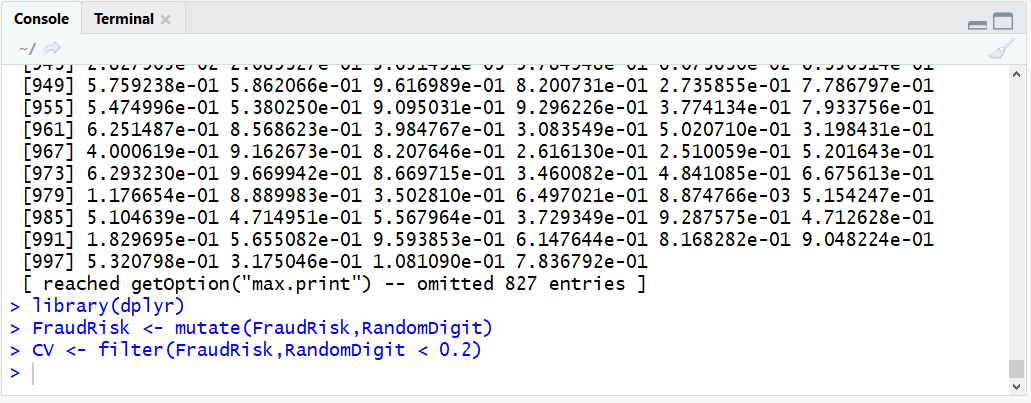 Console Terminal
~/
[949] 5.759238e-01 5.862066e-01 9.616989e-01 8.200731e-01 2.735855e-01 7.786797e-01
[955] 5.474996e-01 5.380250e-01 9.095031e-01 9.296226e-01 3.774134e-01 7.933756e-01
[961] 6.251487e-01 8.568623e-01 3.984767e-01 3.083549e-01 5.020710e-01 3.198431e-01
[967] 4.000619e-01 9.162673e-01 8.207646e-01 2.616130e-01 2.510059e-01 5.201643e-01
[973] 6.293230e-01 9.669942e-01 8.669715e-01 3.460082e-01 4.841085e-01 6.675613e-01
[979] 1.176654e-01 8.889983e-01 3.502810e-01 6.497021e-01 8.874766e-03 5.154247e-01
[985] 5.104639e-01 4.714951e-01 5.567964e-01 3.729349e-01 9.287575e-01 4.712628e-01
[991] 1.829695e-01 5.655082e-01 9.593853e-01 6.147644e-01 8.168282e-01 9.048224e-01
[997] 5.320798e-01 3.175046e-01 1.081090e-01 7.836792e-01
[ reached getOption("max.print") -- omitted 827 entries ]
> library(dplyr)
> FraudRisk <- mutate(FraudRisk,RandomDigit)
> CV <- filter(FraudRisk,RandomDigit < 0.2)
>